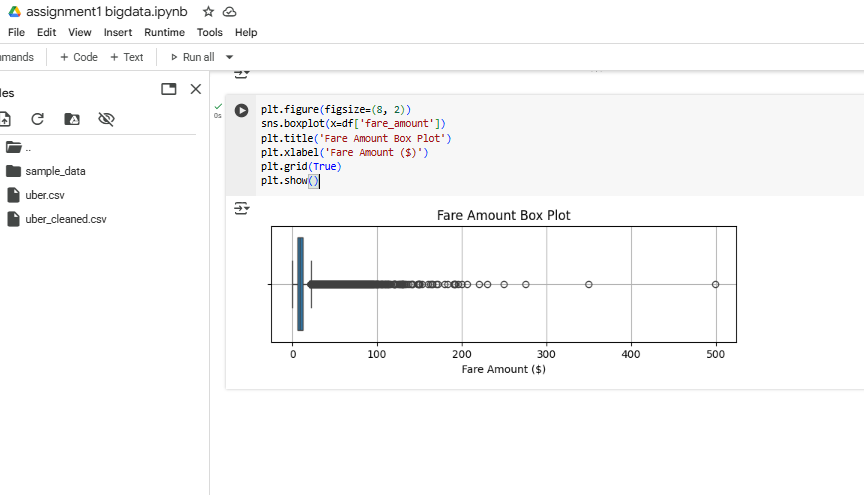 assignment1 bigdata.ipynb
File Edit View Insert Runtime Tools Help
mmands + Code + Text Run all
les
..
sample_data
uber.csv
uber_cleaned.csv
0s
plt.figure(figsize=(8, 2))
sns.boxplot(x=df['fare_amount'])
plt.title('Fare Amount Box Plot')
plt.xlabel('Fare Amount ($)')
plt.grid(True)
plt.show()
Fare Amount Box Plot
0 100 200 300 400 500
Fare Amount ($)